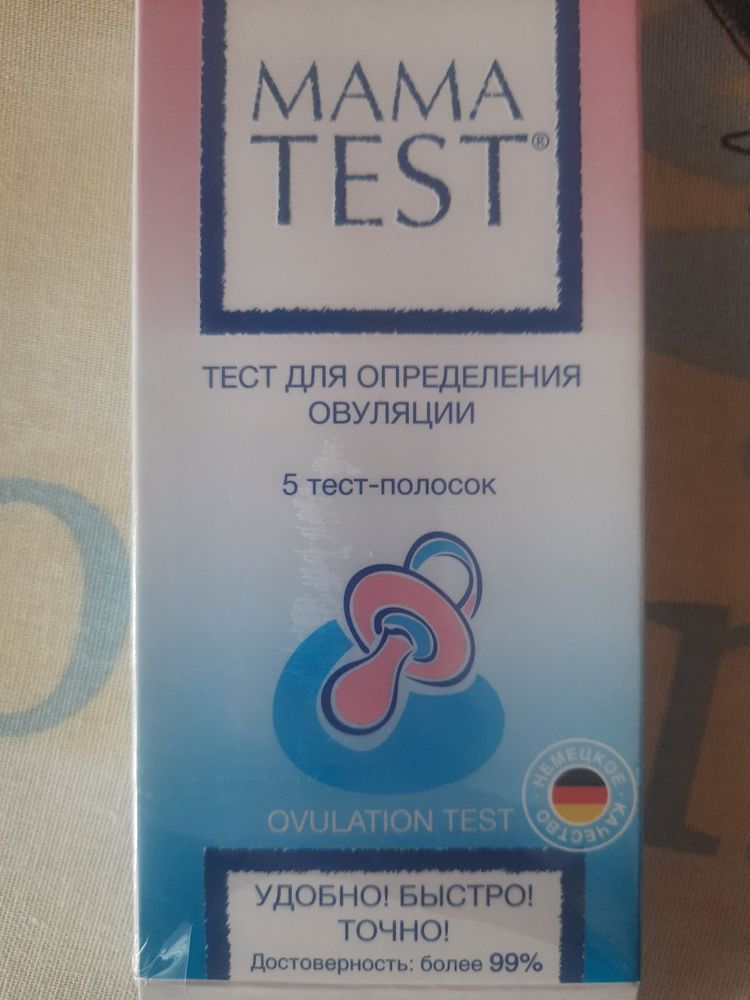 MAMA
TEST®
ТЕСТ ДЛЯ ОПРЕДЕЛЕНИЯ
ОВУЛЯЦИИ
5 тест-полосок
OVULATION TEST
НЕМЕЦКОЕ · КАЧЕСТВО ·
УДОБНО! БЫСТРО!
ТОЧНО!
Достоверность: более 99%